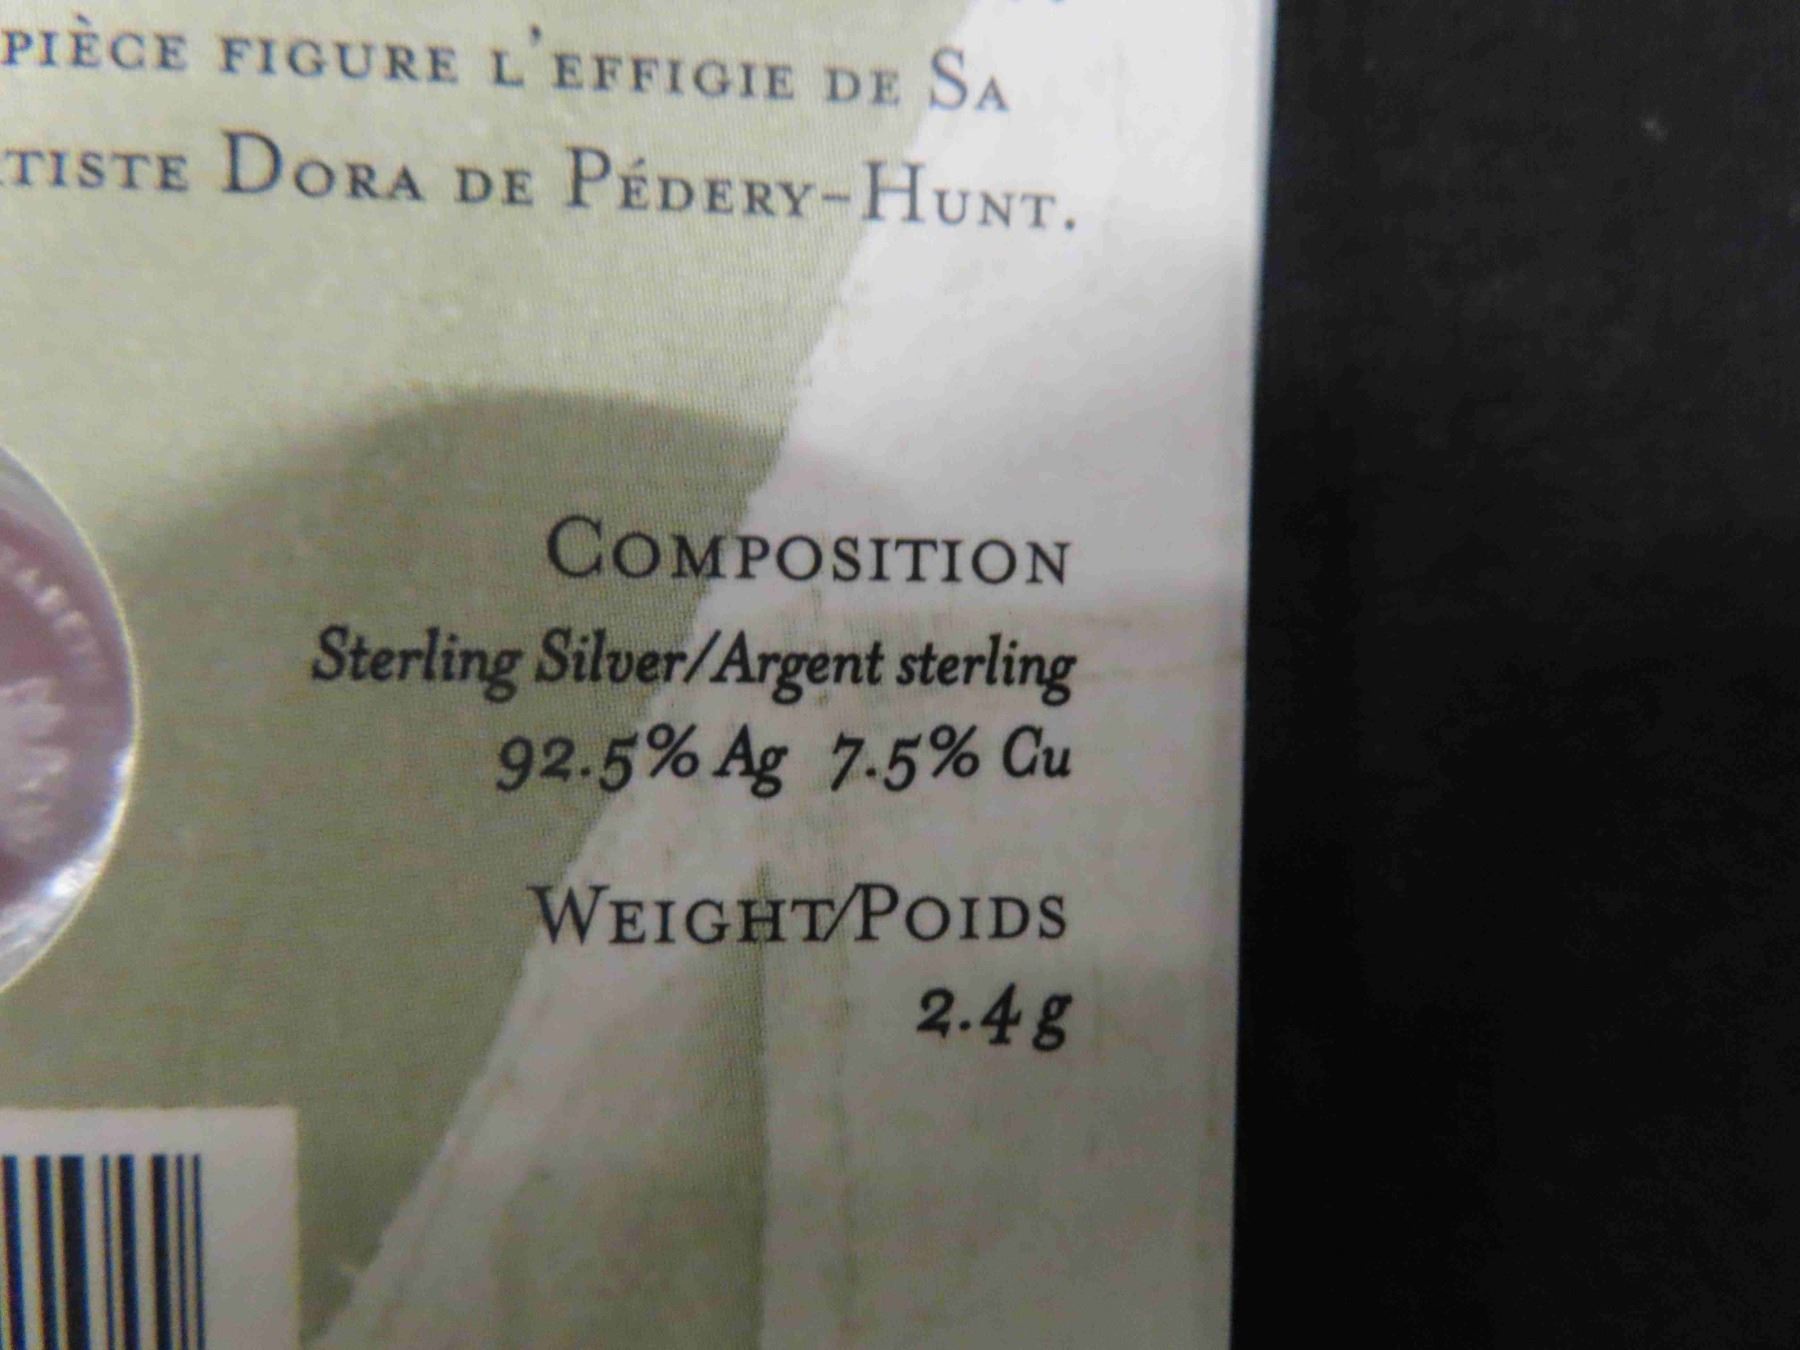 PIÈCE FIGURE L'EFFIGIE DE SA
TISTE DORA DE PÉDERY-HUNT.
COMPOSITION
Sterling Silver/Argent sterling
92.5% Ag 7.5% Cu
WEIGHT/POIDS
2.4 g